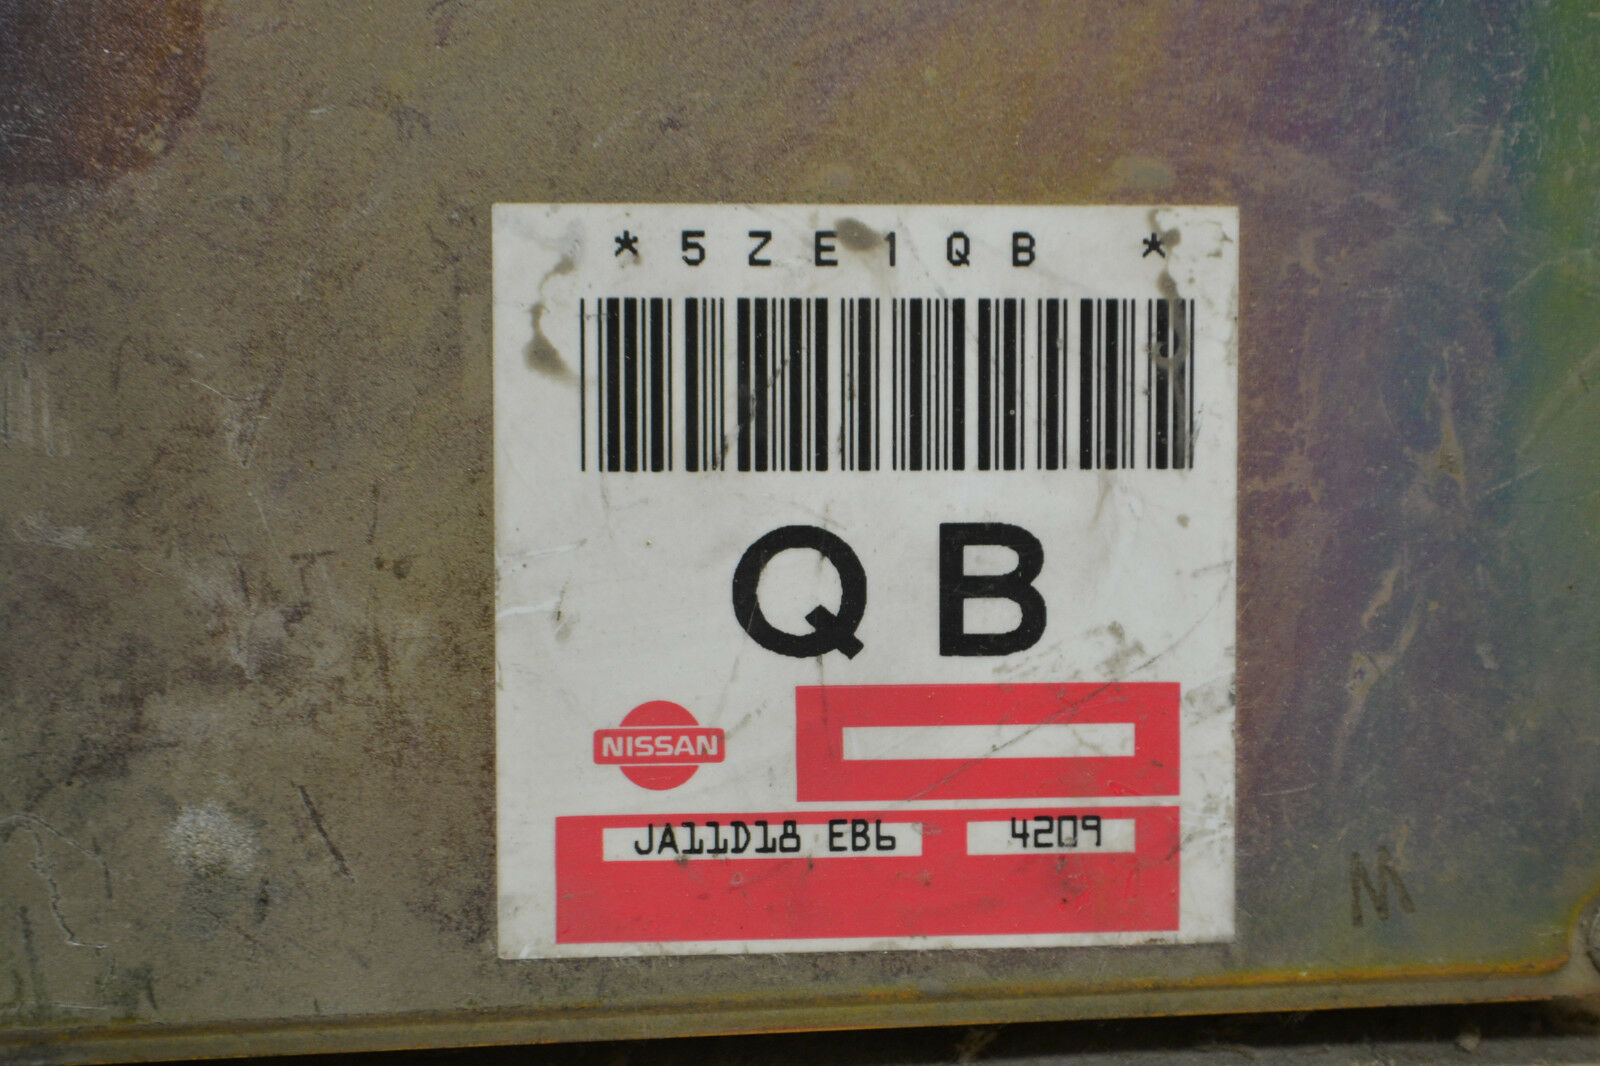 *5ZE1QB *
QB
NISSAN
JA11D18 EB6 4209
M